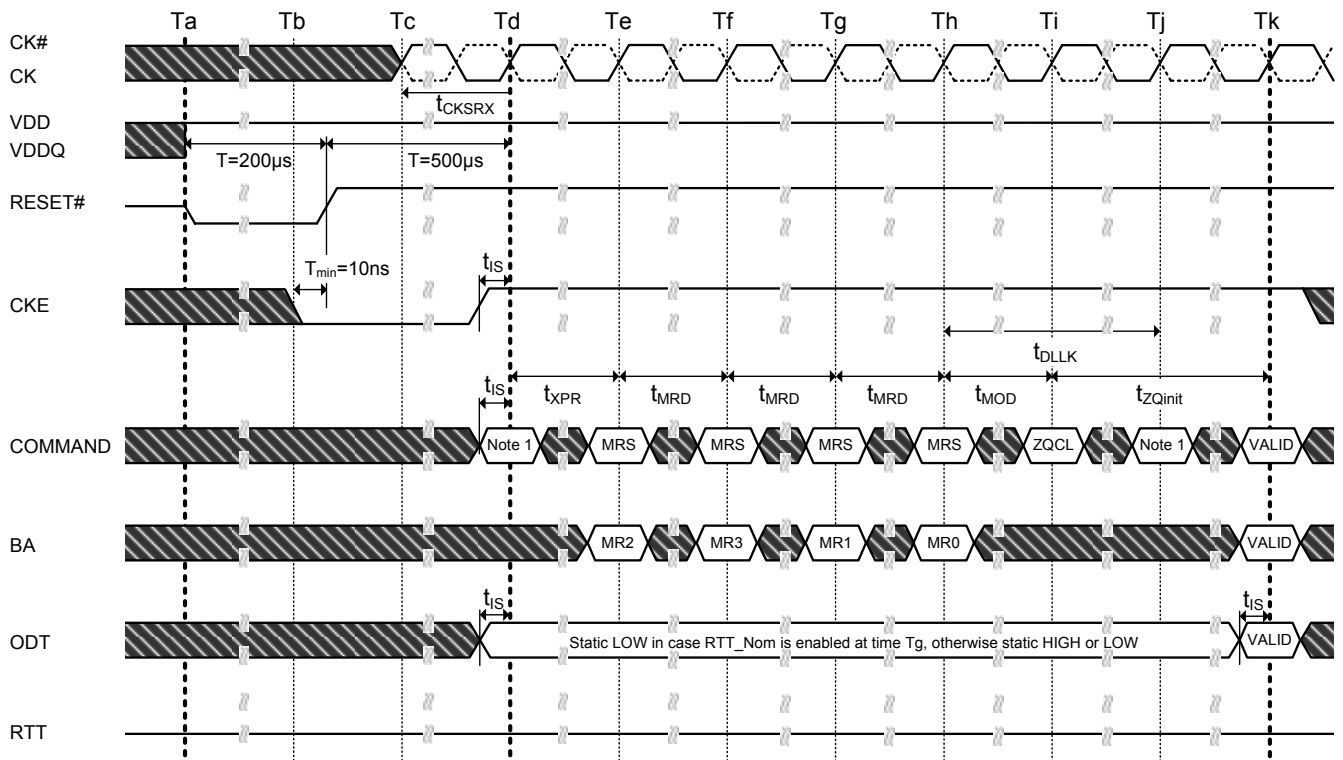 Ta Tb Tc Td Te Tf Tg Th Ti Tj Tk
CK#
CK
tCKSRX
VDD
VDDQ
T=200µs T=500µs
RESET#
Tmin=10ns tIS
CKE
tDLLK
tIS tXPR tMRD tMRD tMRD tMOD tZQinit
COMMAND Note 1 MRS MRS MRS MRS ZQCL Note 1 VALID
BA MR2 MR3 MR1 MR0 VALID
tIS tIS
ODT Static LOW in case RTT_Nom is enabled at time Tg, otherwise static HIGH or LOW VALID
RTT